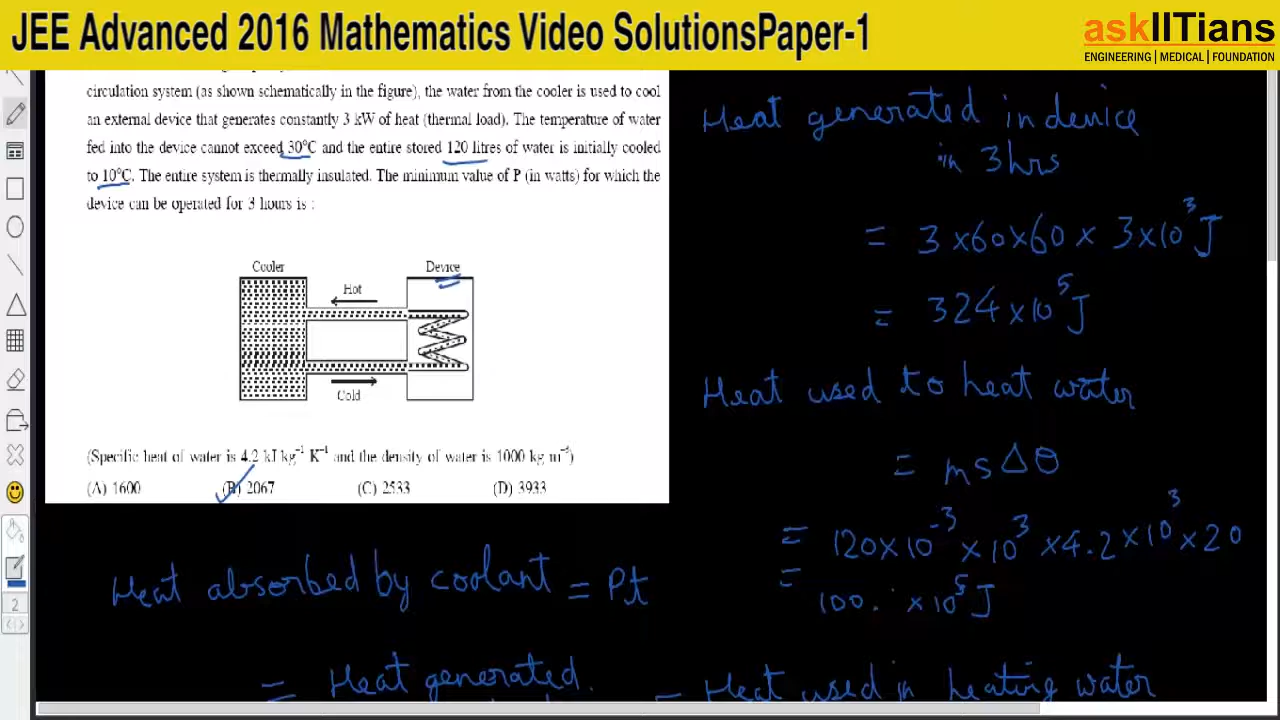 JEE Advanced 2016 Mathematics Video SolutionsPaper-1
askIITians
ENGINEERING | MEDICAL | FOUNDATION
circulation system (as shown schematically in the figure), the water from the cooler is used to cool
an external device that generates constantly 3 kW of heat (thermal load). The temperature of water
fed into the device cannot exceed 30°C and the entire stored 120 litres of water is initially cooled
to 10°C. The entire system is thermally insulated. The minimum value of P (in watts) for which the
device can be operated for 3 hours is :
Cooler
Device
Hot
Cold
(Specific heat of water is 4.2 kJ kg⁻¹ K⁻¹ and the density of water is 1000 kg m⁻³)
(A) 1600 (B) 2067 (C) 2533 (D) 3933
Heat absorbed by coolant = Pt
= Heat generated. – Heat used in heating water
Heat generated in device
in 3 hrs
= 3×60×60 × 3×10³ J
= 324×10⁵ J
Heat used to heat water
= msΔθ
= 120×10⁻³ ×10³ ×4.2×10³×20
=
100. ×10⁵ J
2